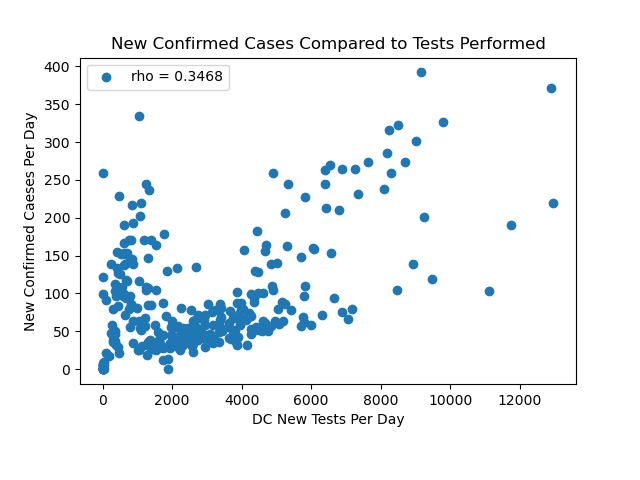 New Confirmed Cases Compared to Tests Performed
rho = 0.3468
400
350
300
250
200
150
100
50
0
New Confirmed Caeses Per Day
0 2000 4000 6000 8000 10000 12000
DC New Tests Per Day